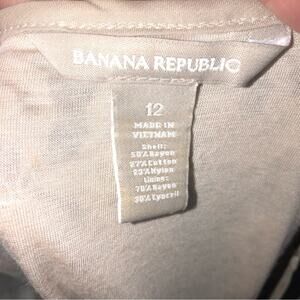 BANANA REPUBLIC
12
MADE IN
VIETNAM
Shell:
50%Rayon
27%Cotton
23%Nylon
Lining:
70%Rayon
30%Lyocell